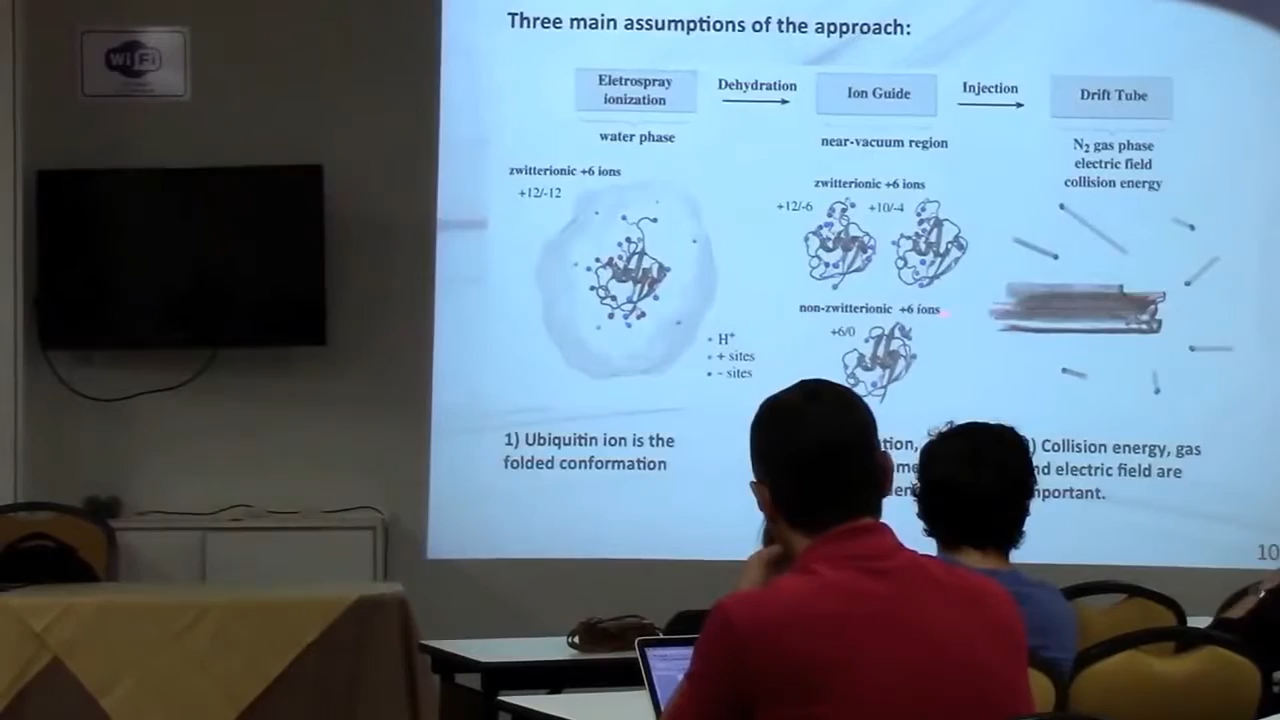 WiFi
Three main assumptions of the approach:
Eletrospray
ionization
Dehydration
Ion Guide
Injection
Drift Tube
water phase
near-vacuum region
N₂ gas phase
electric field
collision energy
zwitterionic +6 ions
+12/-12
zwitterionic +6 ions
+12/-6
+10/-4
non-zwitterionic +6 ions
+6/0
• H⁺
• + sites
• - sites
1) Ubiquitin ion is the
folded conformation
) Collision energy, gas
electric field are
10